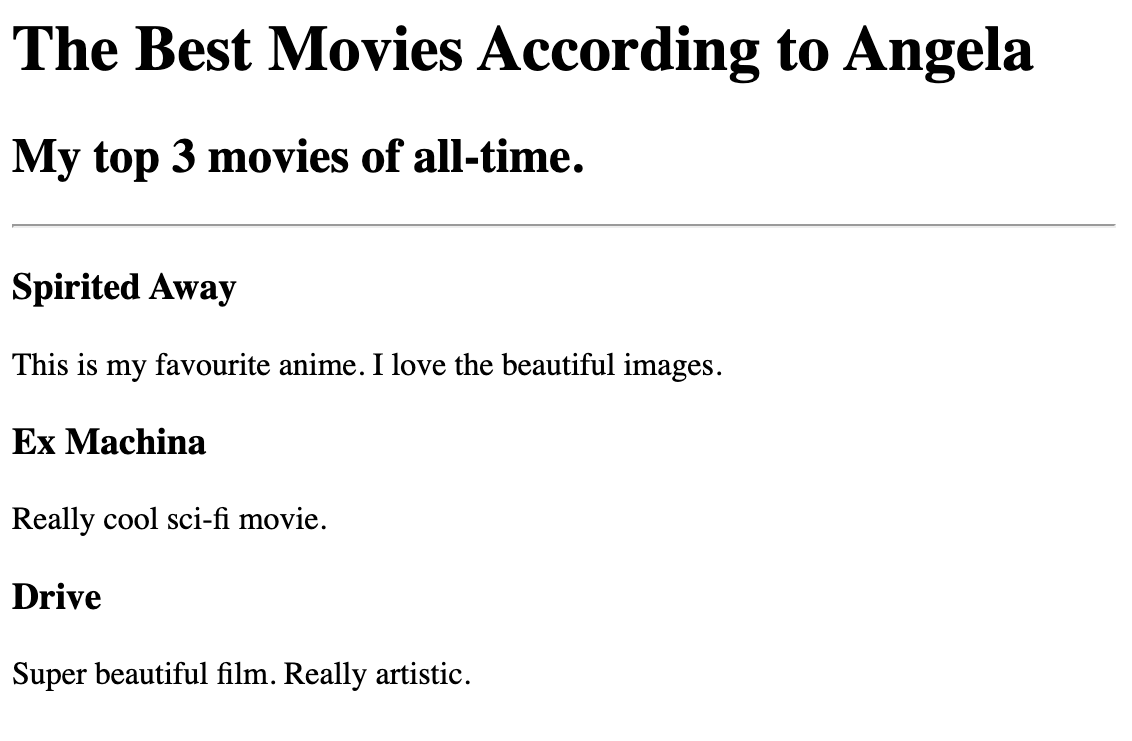 The Best Movies According to Angela
My top 3 movies of all-time.
Spirited Away
This is my favourite anime. I love the beautiful images.
Ex Machina
Really cool sci-fi movie.
Drive
Super beautiful film. Really artistic.